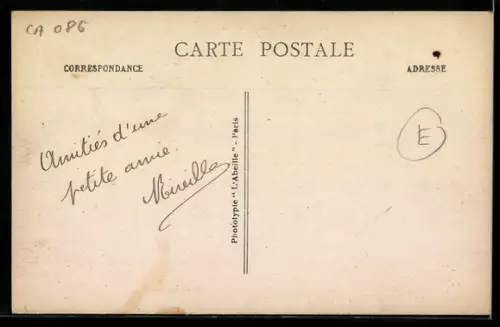 CA 086
CARTE POSTALE
CORRESPONDANCE
ADRESSE
Amitiés d'une
petite amie.
Mireille
Phototypie "L'Abeille" - Paris
E